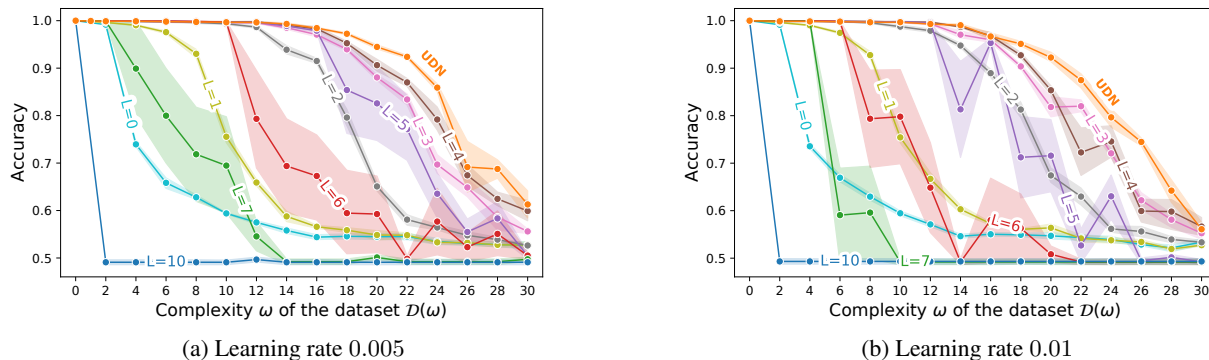 Accuracy
1.0
0.9
0.8
0.7
0.6
0.5
0 2 4 6 8 10 12 14 16 18 20 22 24 26 28 30
Complexity ω of the dataset 𝒟(ω)
UDN
L=0
L=1
L=2
L=3
L=4
L=5
L=6
L=7
L=10
(a) Learning rate 0.005
Accuracy
1.0
0.9
0.8
0.7
0.6
0.5
0 2 4 6 8 10 12 14 16 18 20 22 24 26 28 30
Complexity ω of the dataset 𝒟(ω)
UDN
L=0
L=1
L=2
L=3
L=4
L=5
L=6
L=7
L=10
(b) Learning rate 0.01